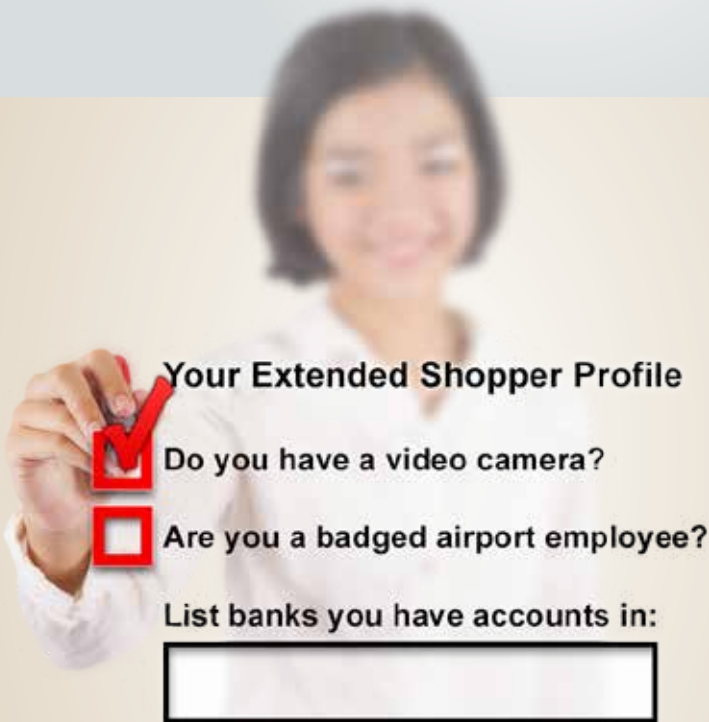 Your Extended Shopper Profile
Do you have a video camera?
Are you a badged airport employee?
List banks you have accounts in: